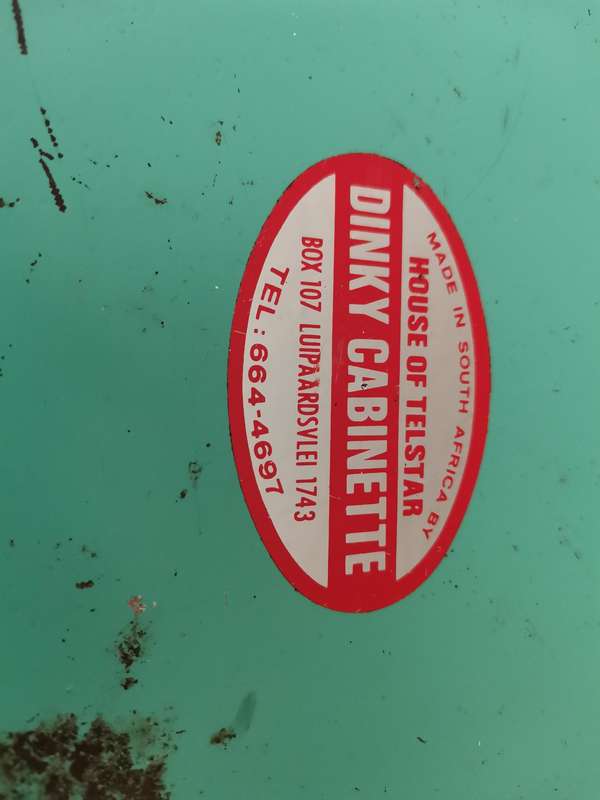 MADE IN SOUTH AFRICA BY
HOUSE OF TELSTAR
DINKY CABINETTE
BOX 107 LUIPAARDSVLEI 1743
TEL: 664-4697